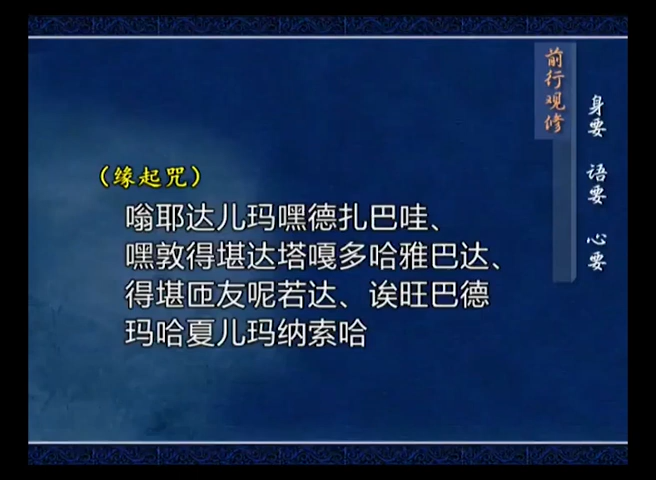 前行观修
身要 语要 心要
（缘起咒）
嗡耶达儿玛嘿德扎巴哇、
嘿敦得堪达塔嘎多哈雅巴达、
得堪匝友呢若达、诶旺巴德
玛哈夏儿玛纳索哈